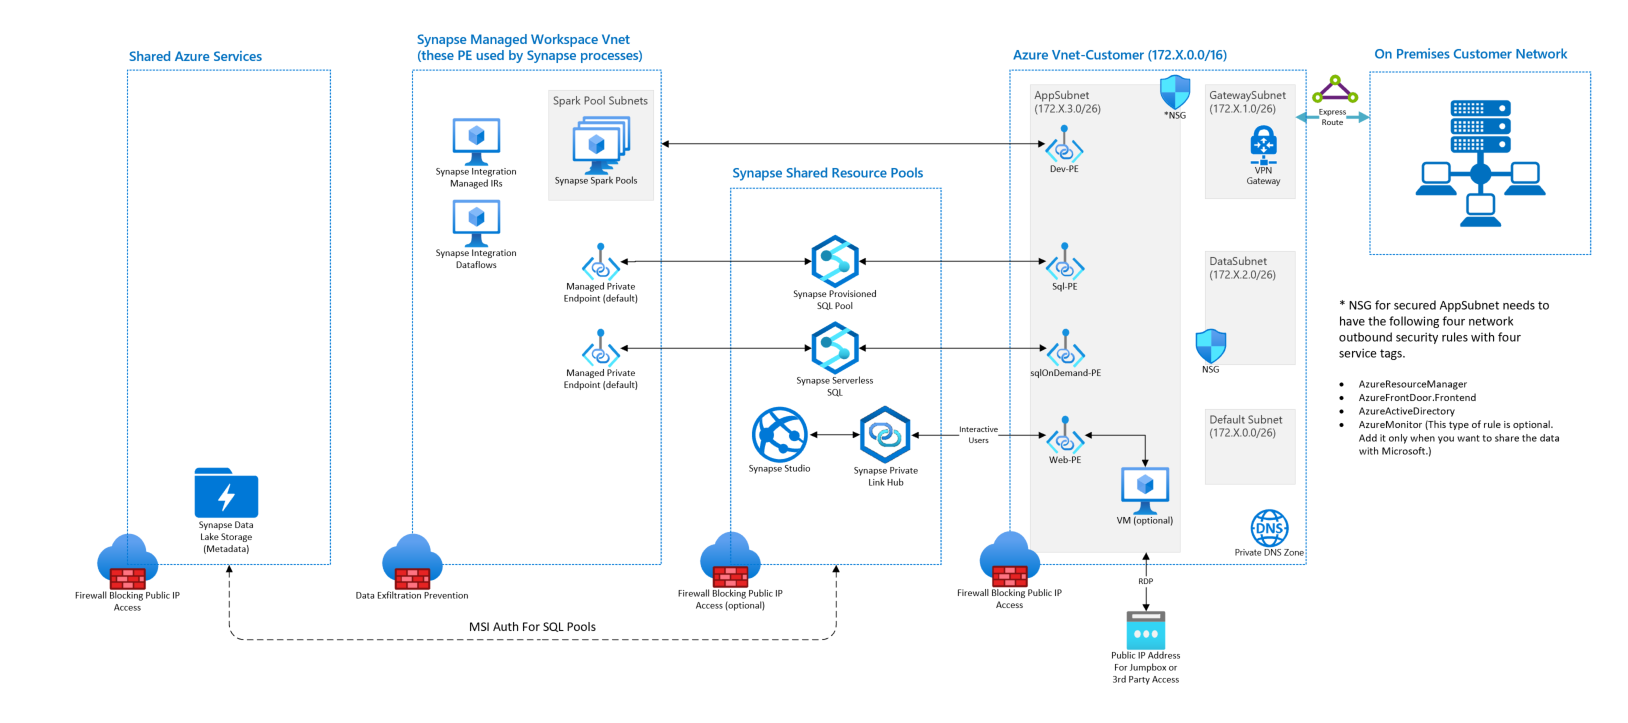 Shared Azure Services
Synapse Managed Workspace Vnet
(these PE used by Synapse processes)
Azure Vnet-Customer (172.X.0.0/16)
On Premises Customer Network
Spark Pool Subnets
Synapse Spark Pools
Synapse Integration
Managed IRs
Synapse Integration
Dataflows
Managed Private
Endpoint (default)
Managed Private
Endpoint (default)
Synapse Shared Resource Pools
Synapse Provisioned
SQL Pool
Synapse Serverless
SQL
Synapse Studio
Synapse Private
Link Hub
Interactive
Users
AppSubnet
(172.X.3.0/26)
*NSG
Dev-PE
Sql-PE
sqlOnDemand-PE
Web-PE
VM (optional)
GatewaySubnet
(172.X.1.0/26)
VPN
Gateway
DataSubnet
(172.X.2.0/26)
NSG
Default Subnet
(172.X.0.0/26)
DNS
Private DNS Zone
Express
Route
* NSG for secured AppSubnet needs to
have the following four network
outbound security rules with four
service tags.
• AzureResourceManager
• AzureFrontDoor.Frontend
• AzureActiveDirectory
• AzureMonitor (This type of rule is optional.
Add it only when you want to share the data
with Microsoft.)
Synapse Data
Lake Storage
(Metadata)
Firewall Blocking Public IP
Access
Data Exfiltration Prevention
Firewall Blocking Public IP
Access (optional)
Firewall Blocking Public IP
Access
MSI Auth For SQL Pools
RDP
Public IP Address
For Jumpbox or
3rd Party Access